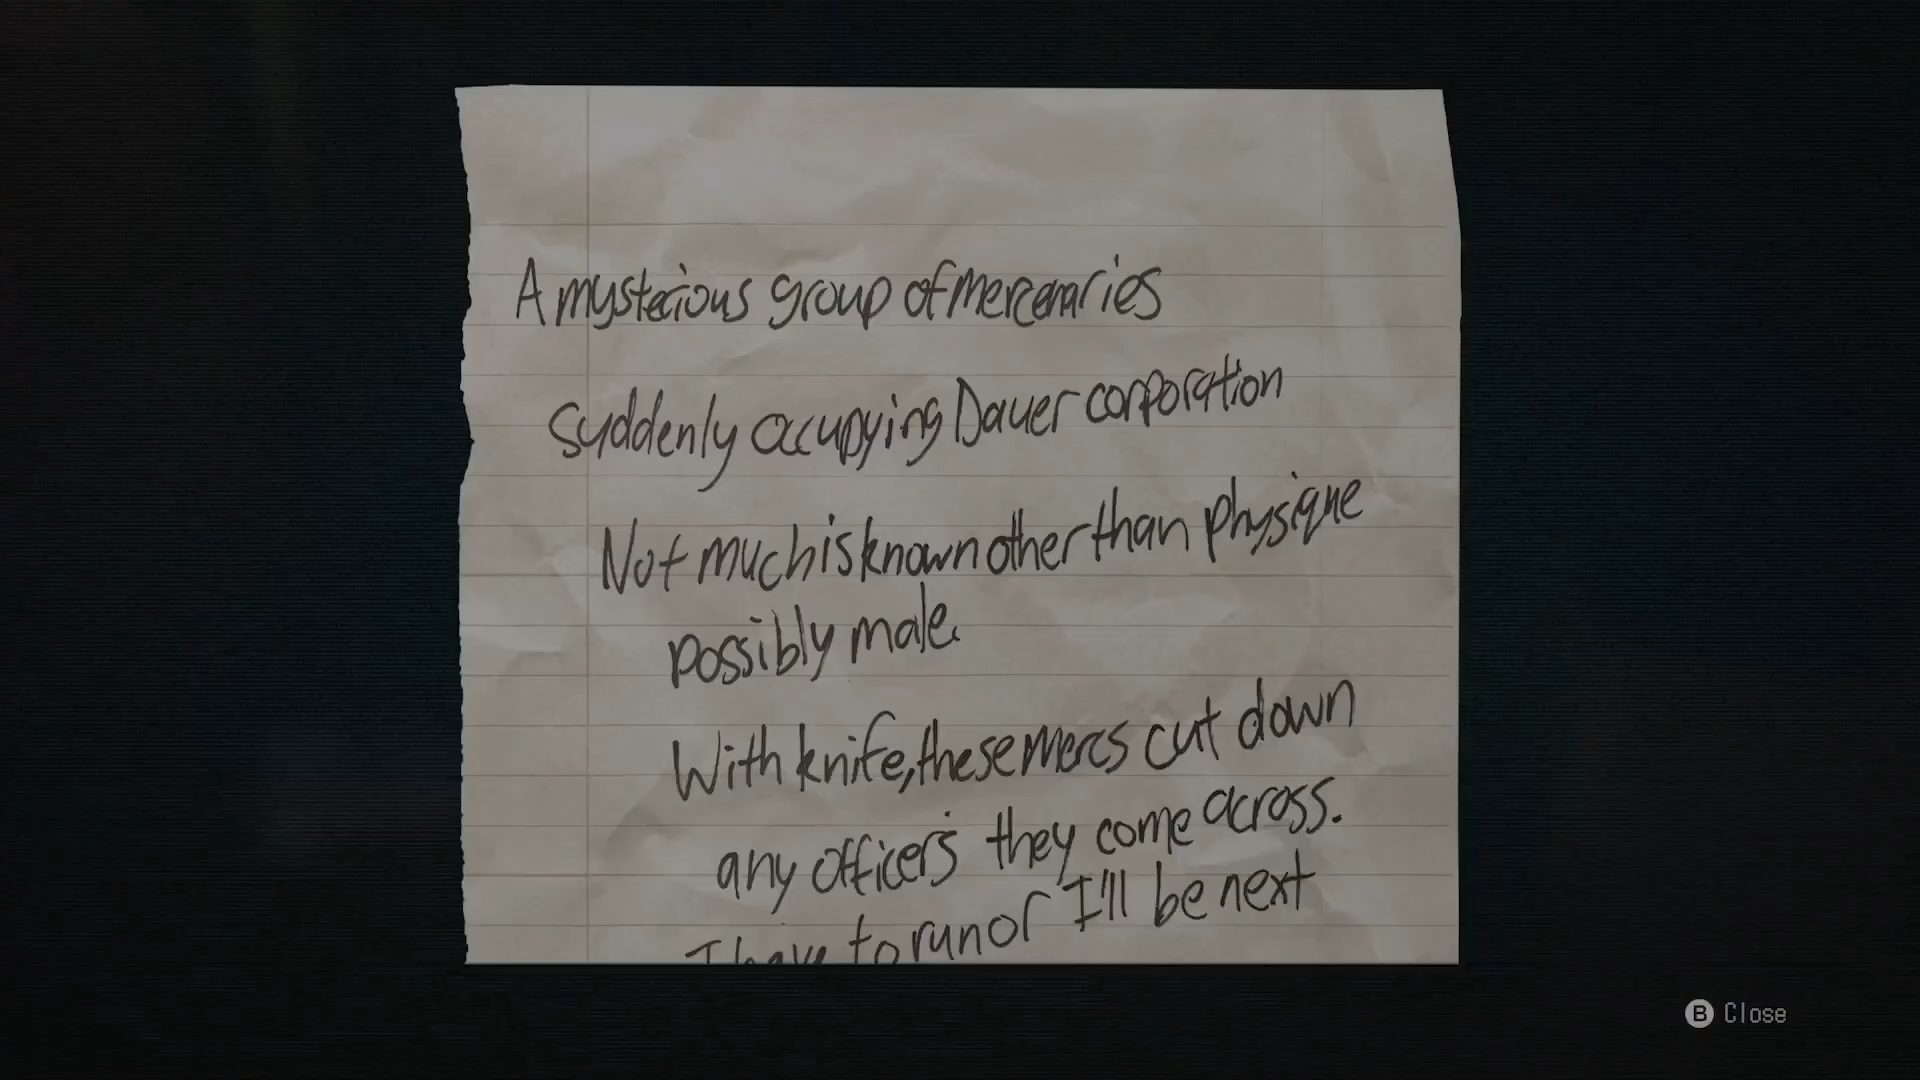 A mysterious group of mercenaries
Suddenly occupying Dauer corporation
Not much is known other than physique
possibly male.
With knife, these mercs cut down
any officers they come across.
I have to run or I'll be next
B Close